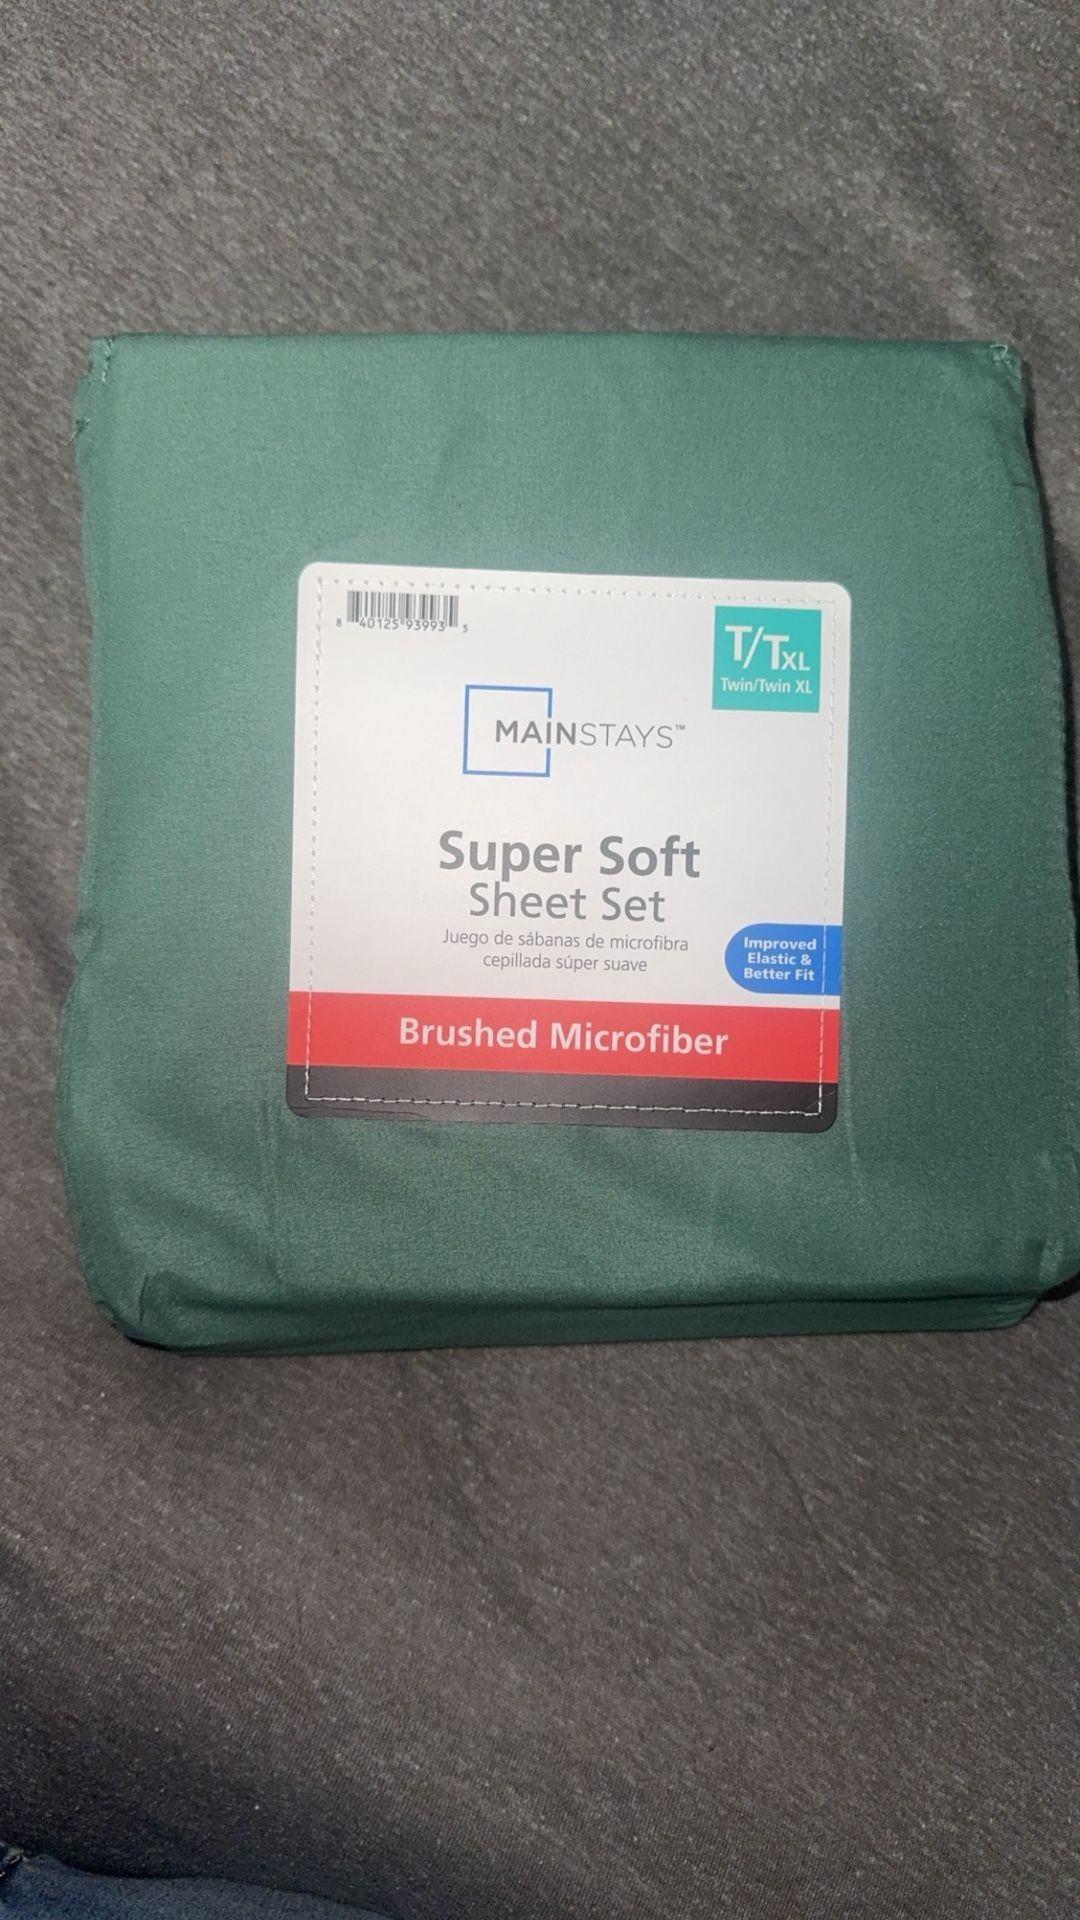 8 40125 93993 5
T/TXL
Twin/Twin XL
MAINSTAYS™
Super Soft
Sheet Set
Juego de sábanas de microfibra
cepillada súper suave
Improved
Elastic &
Better Fit
Brushed Microfiber